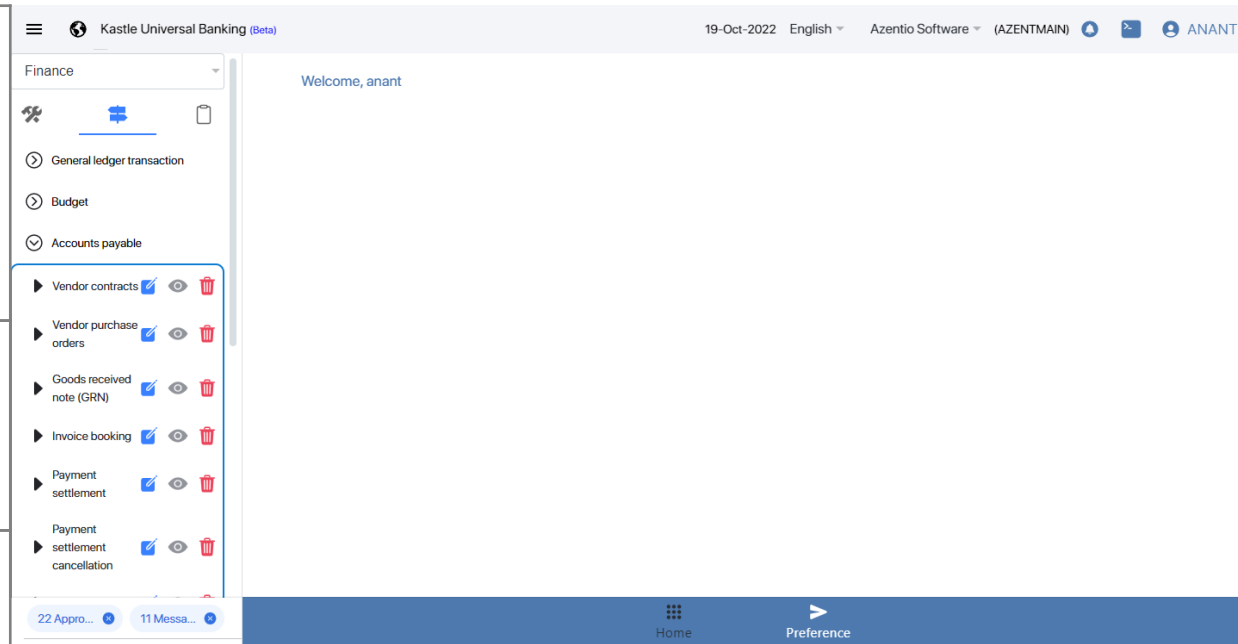 Kastle Universal Banking (Beta)
19-Oct-2022 English Azentio Software (AZENTMAIN) ANANT
Finance
Welcome, anant
General ledger transaction
Budget
Accounts payable
Vendor contracts
Vendor purchase
orders
Goods received
note (GRN)
Invoice booking
Payment
settlement
Payment
settlement
cancellation
22 Appro... 11 Messa...
Home
Preference